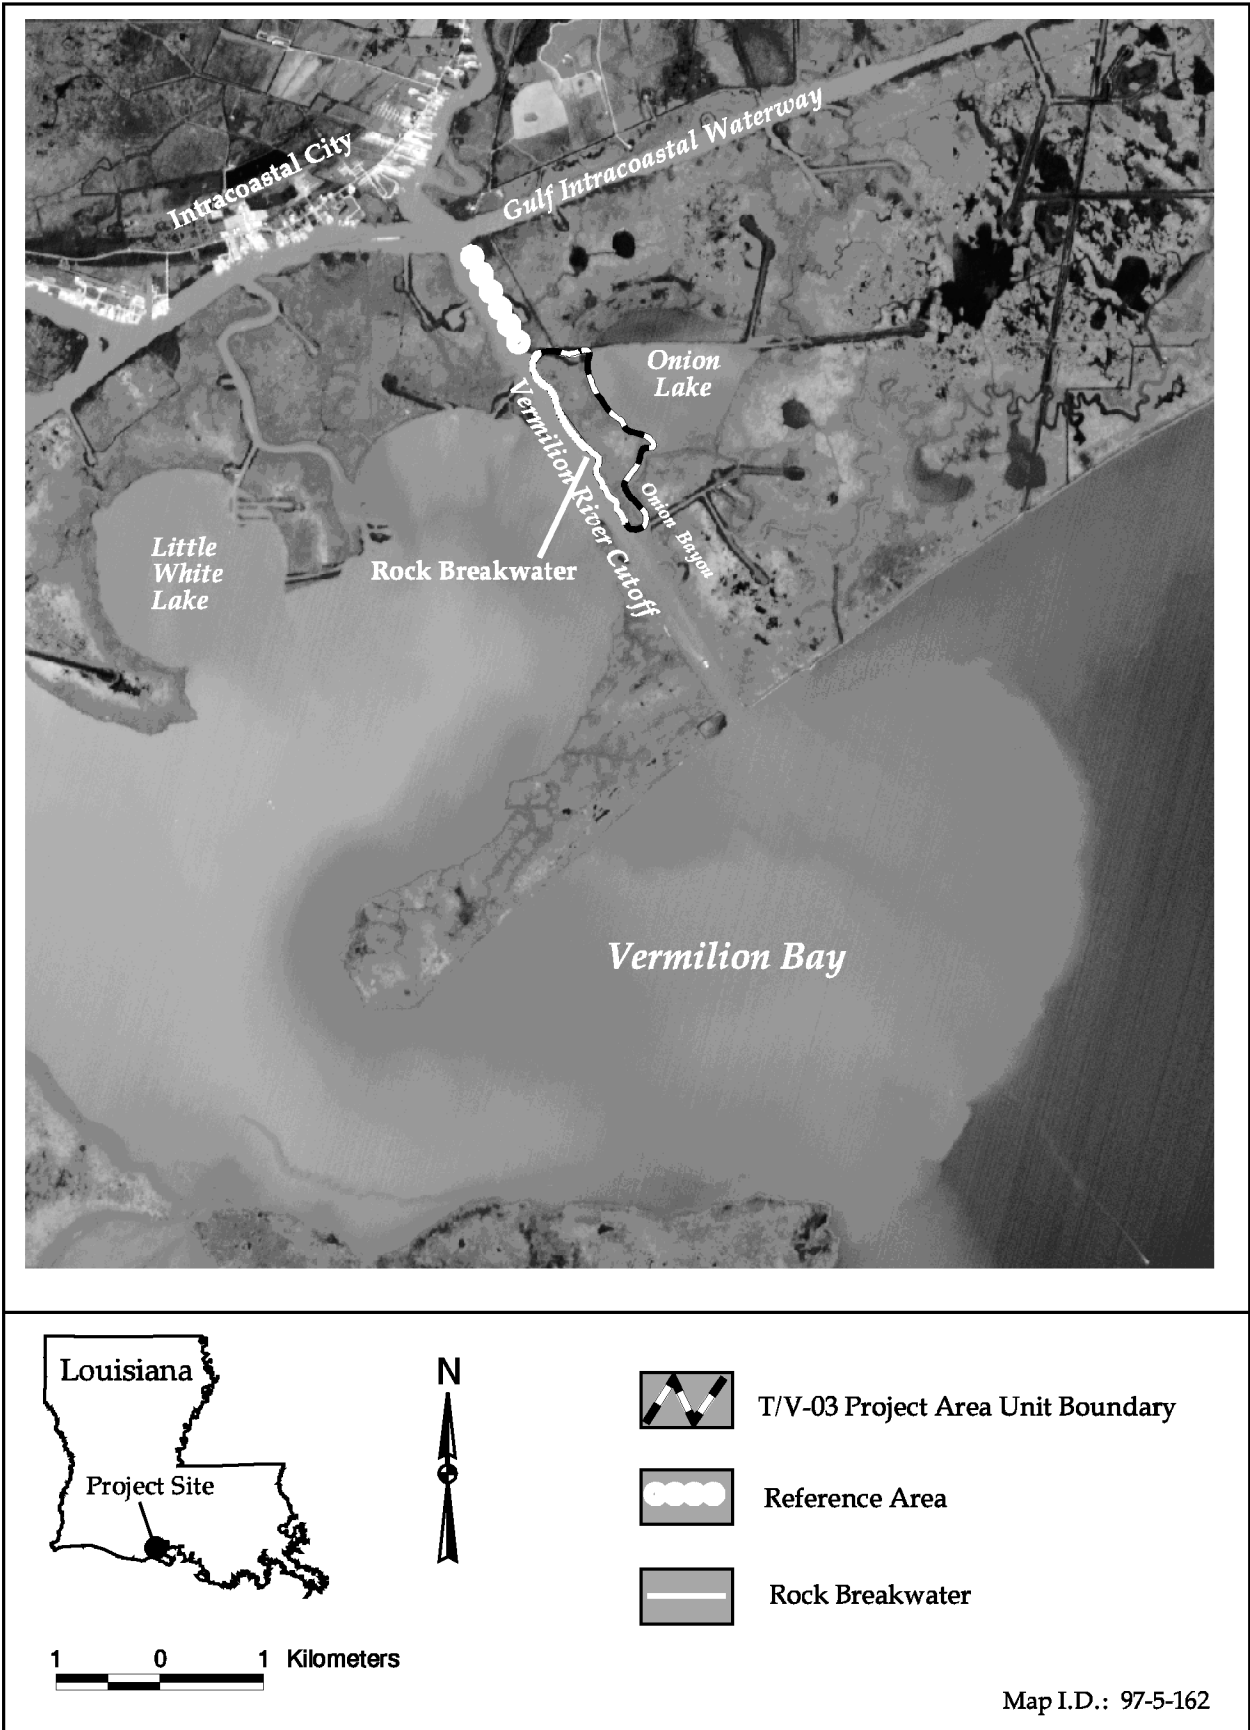 Intracoastal City
Gulf Intracoastal Waterway
Onion
Lake
Vermilion River Cutoff
Onion Bayou
Little
White
Lake
Rock Breakwater
Vermilion Bay
Louisiana
Project Site
N
T/V-03 Project Area Unit Boundary
Reference Area
Rock Breakwater
1 0 1 Kilometers
Map I.D.: 97-5-162